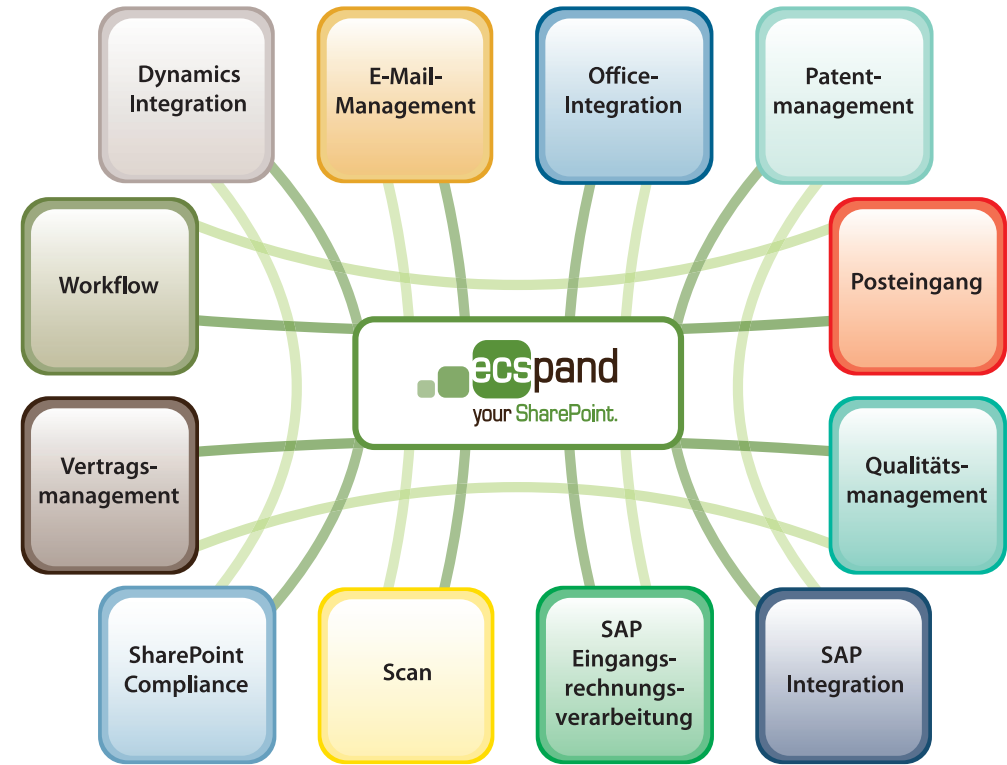 Dynamics
Integration
E-Mail-
Management
Office-
Integration
Patent-
management
Workflow
Posteingang
ecspand
your SharePoint.
Vertrags-
management
Qualitäts-
management
SharePoint
Compliance
Scan
SAP
Eingangs-
rechnungs-
verarbeitung
SAP
Integration